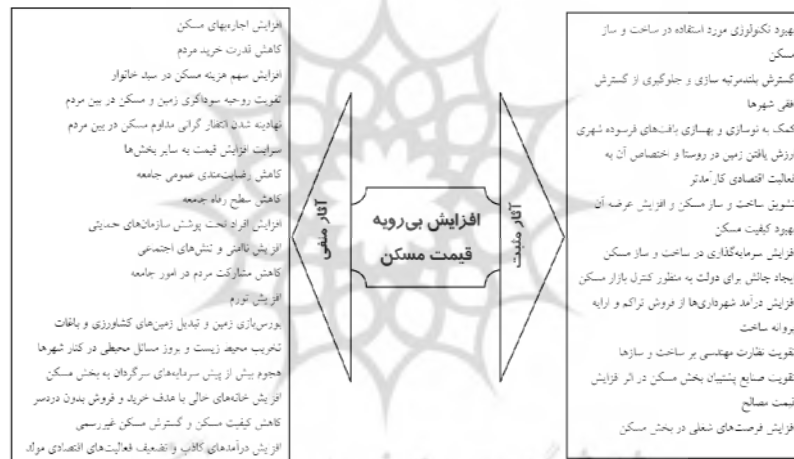 بهبود تکنولوژی مورد استفاده در ساخت و ساز
مسکن
گسترش بلندمرتبه سازی و جلوگیری از گسترش
افقی شهرها
کمک به نوسازی و بهسازی بافت‌های فرسوده شهری
ارزش یافتن زمین در روستا و اختصاص آن به
فعالیت اقتصادی کارآمدتر
تشویق ساخت و ساز مسکن و افزیش عرضه آن
بهبود کیفیت مسکن
افزایش سرمایه‌گذاری در ساخت و ساز مسکن
ایجاد چالش برای دولت به منظور کنترل بازار مسکن
افزایش درآمد شهرداری‌ها از فروش تراکم و ارایه
پروانه ساخت
تقویت نظارت مهندسی بر ساخت و سازها
تقویت صنایع پشتیبان بخش مسکن در اثر افزایش
قیمت مصالح
افزایش فرصت‌های شغلی در بخش مسکن
آثار مثبت
افزایش بی‌رویه
قیمت مسکن
آثار منفی
افزایش اجاره‌بهای مسکن
کاهش قدرت خرید مردم
افزایش سهم هزینه مسکن در سبد خانوار
تقویت روحیه سوداگری زمین و مسکن در بین مردم
نهادینه شدن انتظار گرانی مداوم مسکن در بین مردم
سرایت افزایش قیمت به سایر بخش‌ها
کاهش رضایت‌مندی عمومی جامعه
کاهش سطح رفاه جامعه
افزایش افراد تحت پوشش سازمان‌های حمایتی
افزیش ناامنی و تنش‌های اجتماعی
کاهش مشارکت مردم در امور جامعه
افزیش تورم
بورس‌بازی زمین و تبدیل زمین‌های کشاورزی و باغات
تخریب محیط زیست و بروز مسائل محیطی در کنار شهرها
هجوم بیش از پیش سرمایه‌های سرگردان به بخش مسکن
افزیش خانه‌های خالی با هدف خرید و فروش بدون دردسر
کاهش کیفیت مسکن و گسترش مسکن غیررسمی
افزیش درآمدهای کاذب و تضعیف فعالیت‌های اقتصادی مولد